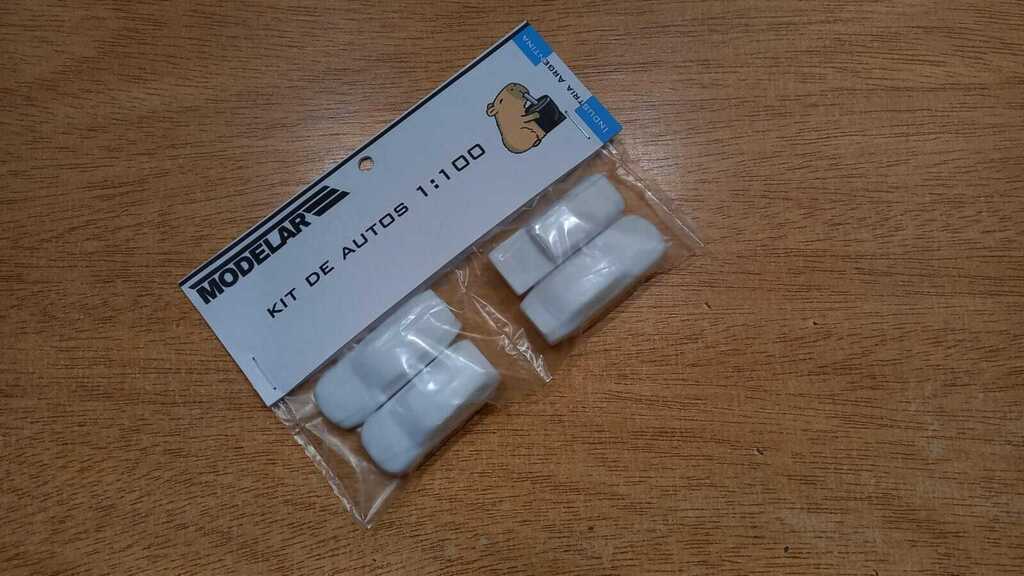 MODELAR
KIT DE AUTOS 1:100
INDUSTRIA ARGENTINA